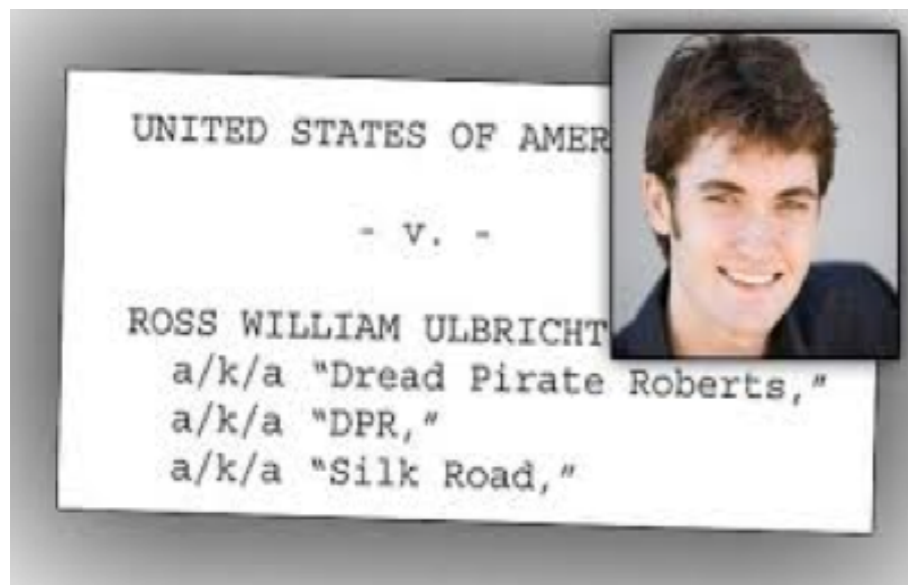 UNITED STATES OF AMER
- v. -
ROSS WILLIAM ULBRICHT
a/k/a "Dread Pirate Roberts,"
a/k/a "DPR,"
a/k/a "Silk Road,"